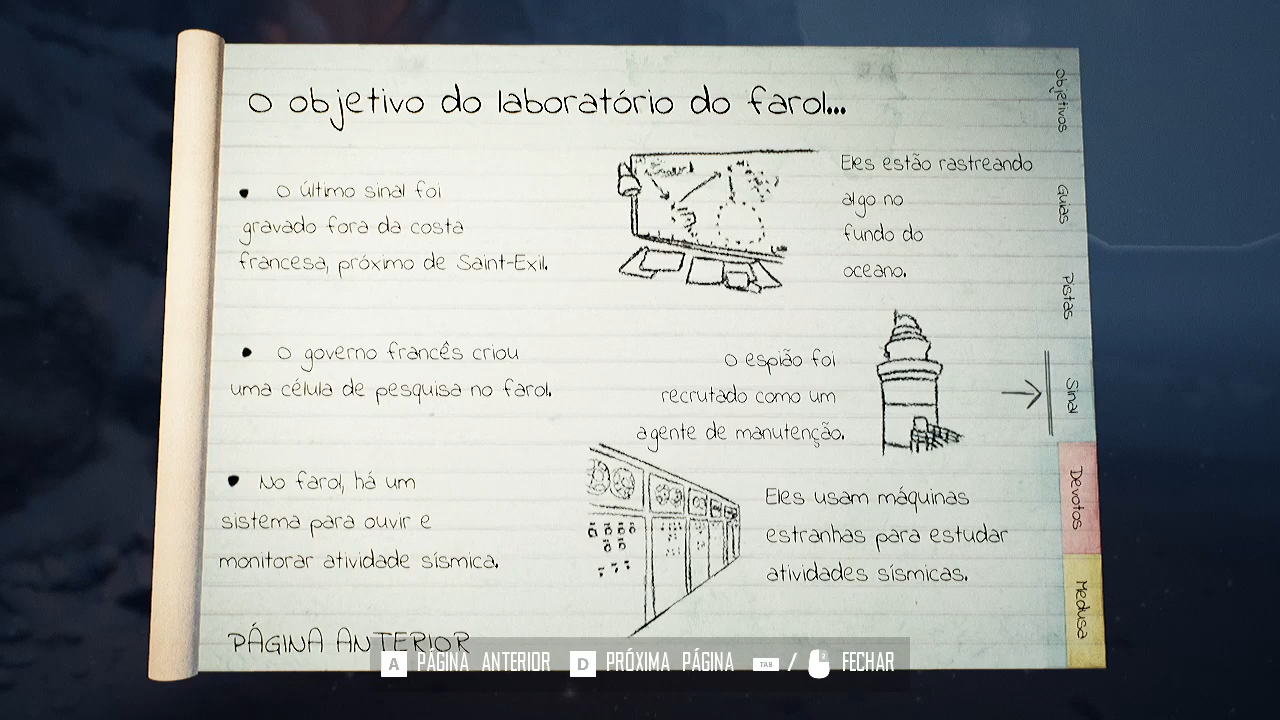 O objetivo do laboratório do farol...
• O último sinal foi
gravado fora da costa
francesa, próximo de Saint-Exil.
Eles estão rastreando
algo no
fundo do
oceano.
• O governo francês criou
uma célula de pesquisa no farol.
O espião foi
recrutado como um
agente de manutenção.
• No farol, há um
sistema para ouvir e
monitorar atividade sísmica.
Eles usam máquinas
estranhas para estudar
atividades sísmicas.
PÁGINA ANTERIOR
Objetivos
Guias
Pistas
Sinal
Devotos
Medusa
A PÁGINA ANTERIOR D PRÓXIMA PÁGINA TAB / 2 FECHAR